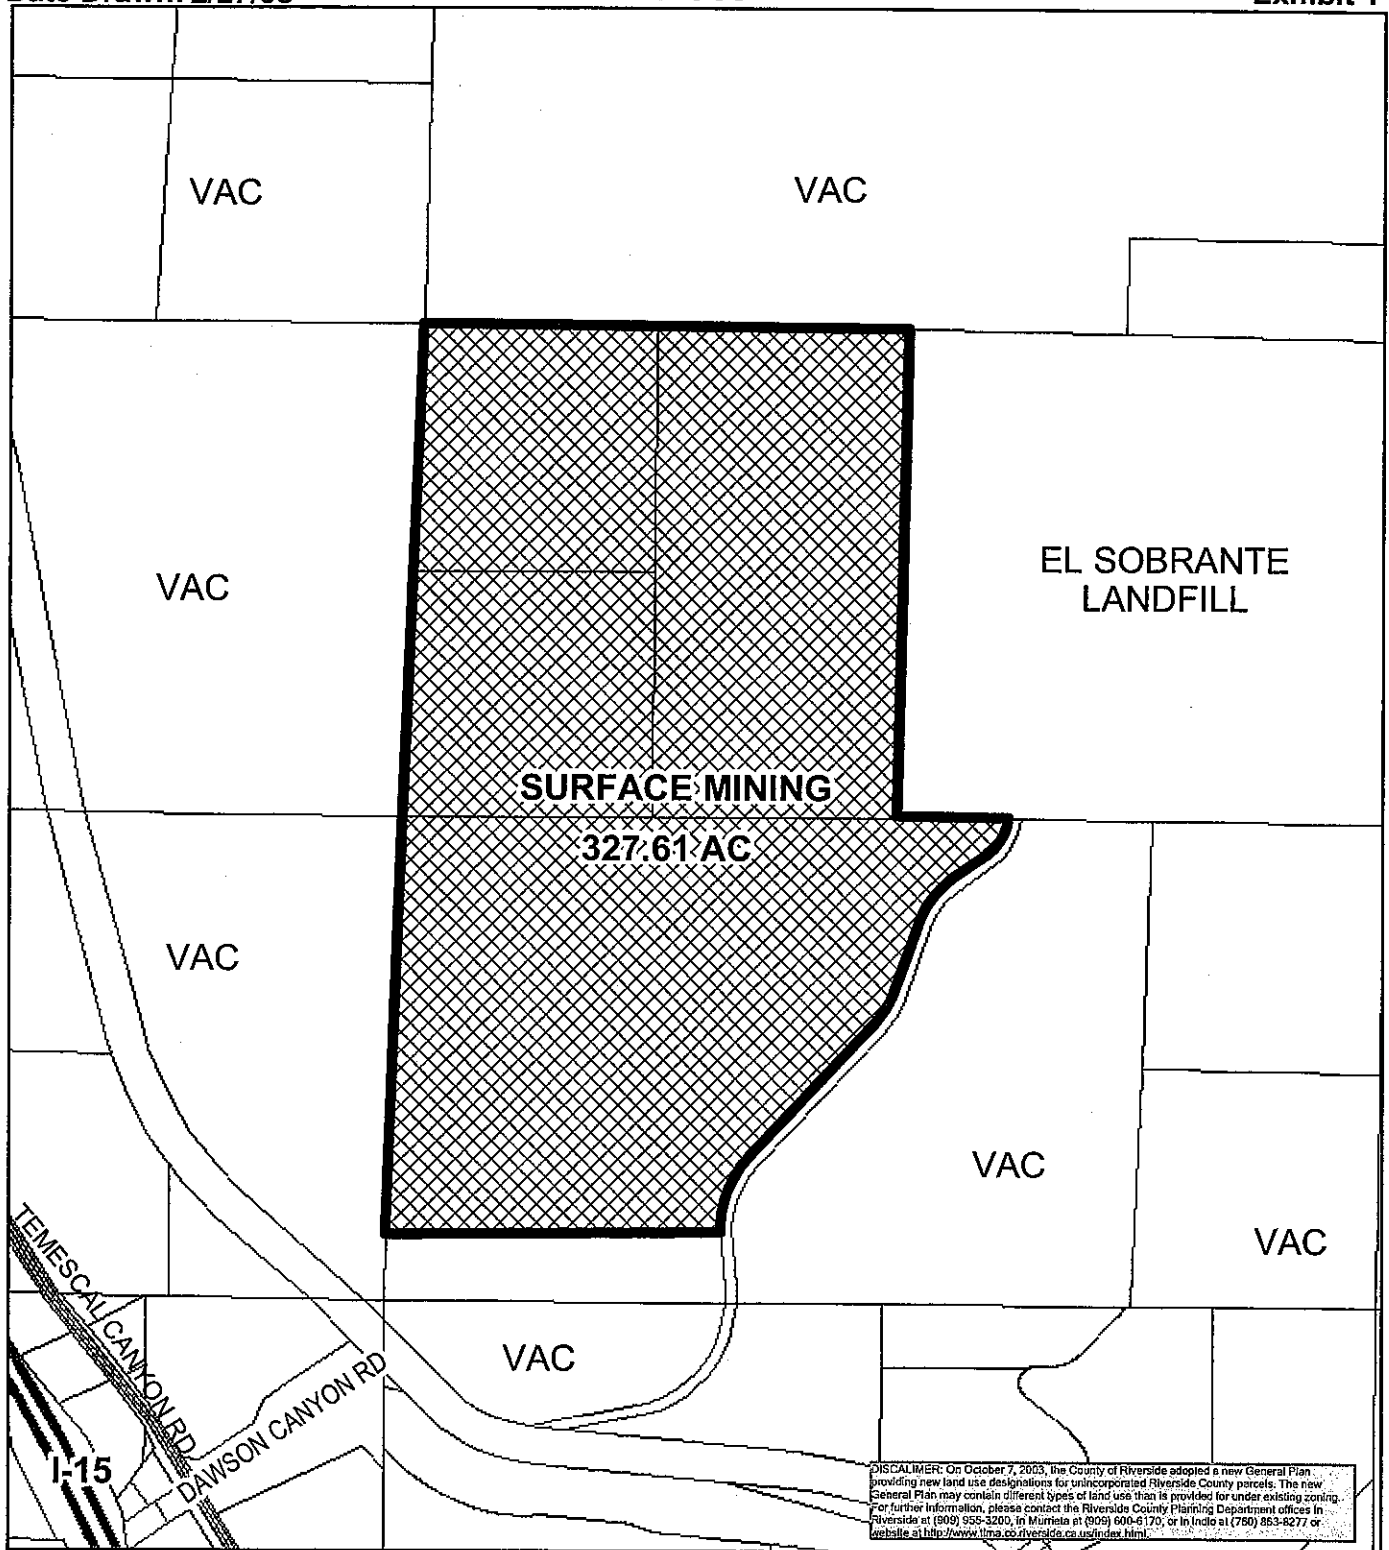 VAC
VAC
EL SOBRANTE
LANDFILL
VAC
SURFACE MINING
327.61 AC
VAC
VAC
VAC
VAC
TEMESCAL CANYON RD
DAWSON CANYON RD
I-15
DISCALIMER: On October 7, 2003, the County of Riverside adopted a new General Plan
providing new land use designations for unincorporated Riverside County parcels. The new
General Plan may contain different types of land use than is provided for under existing zoning.
For further information, please contact the Riverside County Planning Department offices in
Riverside at (909) 955-3200, in Murrieta at (909) 600-6170, or in Indio at (760) 863-8277 or
website at http://www.tlma.co.riverside.ca.us/index.html.